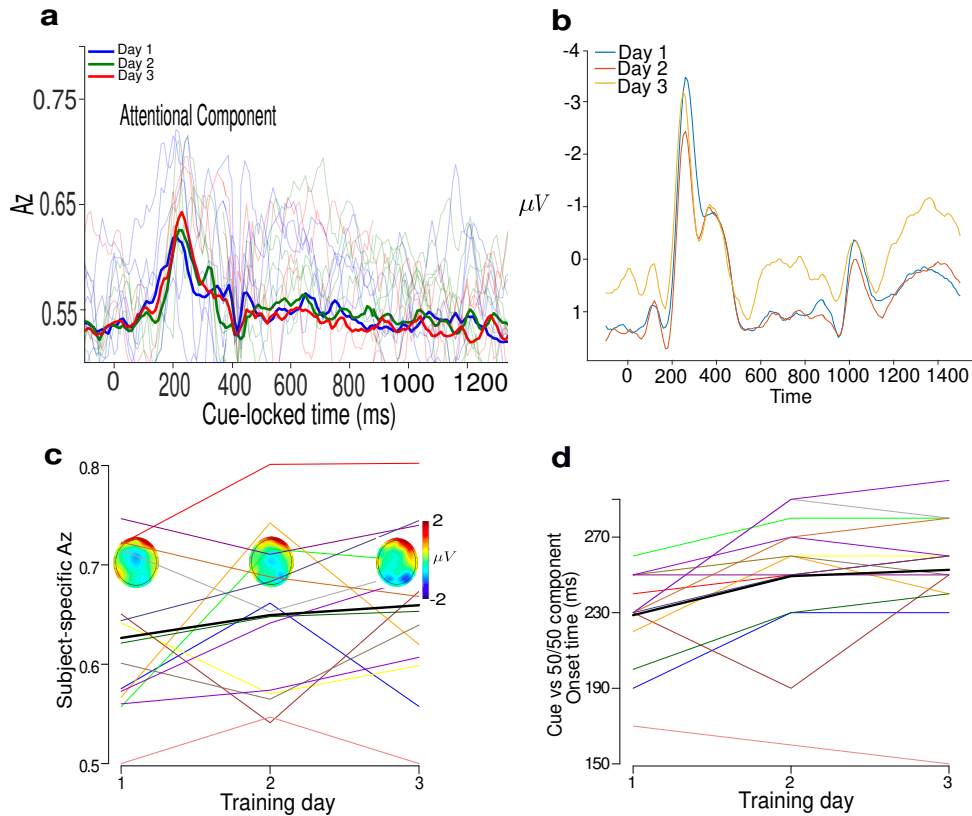 a
Day 1
Day 2
Day 3
Attentional Component
0.75
0.65
0.55
Az
0 200 400 600 800 1000 1200
Cue-locked time (ms)
b
Day 1
Day 2
Day 3
-4
-3
-2
-1
0
1
μV
0 200 400 600 800 1000 1200 1400
Time
c
0.8
0.7
0.6
0.5
Subject-specific Az
2
μV
-2
1 2 3
Training day
d
270
230
190
150
Cue vs 50/50 component
Onset time (ms)
1 2 3
Training day